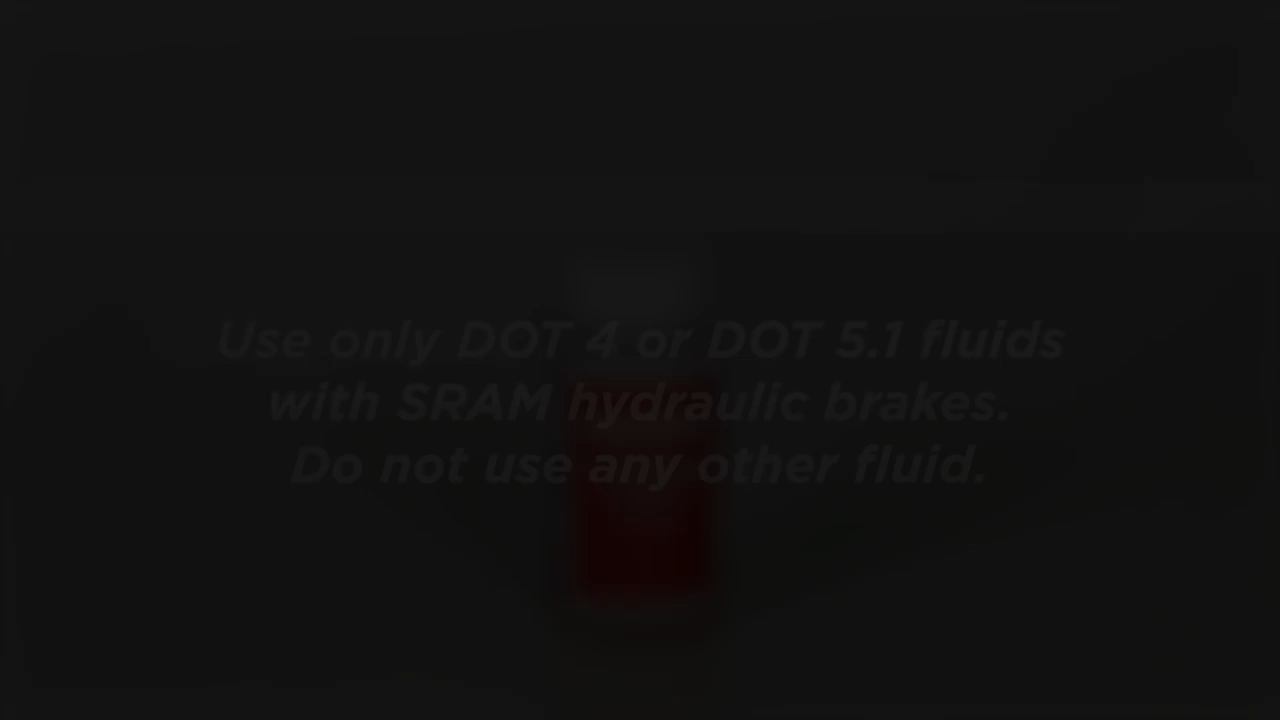 Use only DOT 4 or DOT 5.1 fluids
with SRAM hydraulic brakes.
Do not use any other fluid.